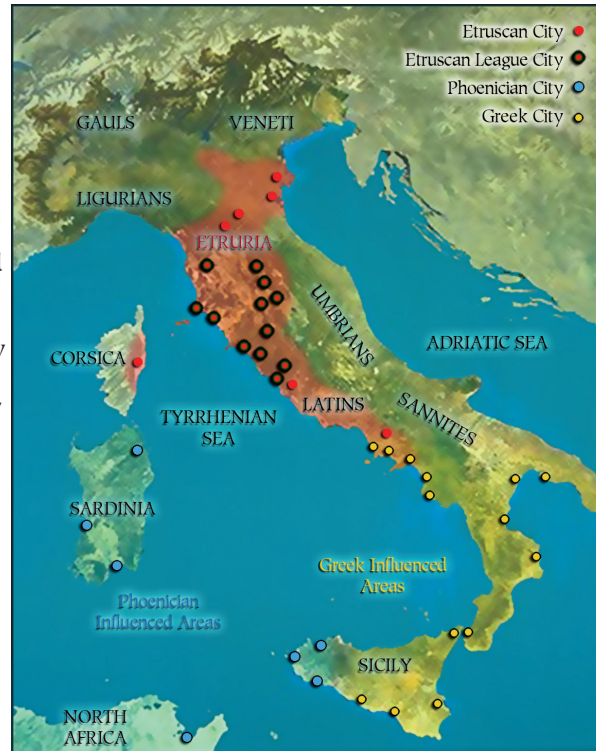 Etruscan City
Etruscan League City
Phoenician City
Greek City
GAULS
VENETI
LIGURIANS
ETRURIA
UMBRIANS
ADRIATIC SEA
CORSICA
LATINS
SANNITES
TYRRHENIAN
SEA
SARDINIA
Greek Influenced
Areas
Phoenician
Influenced Areas
SICILY
NORTH
AFRICA